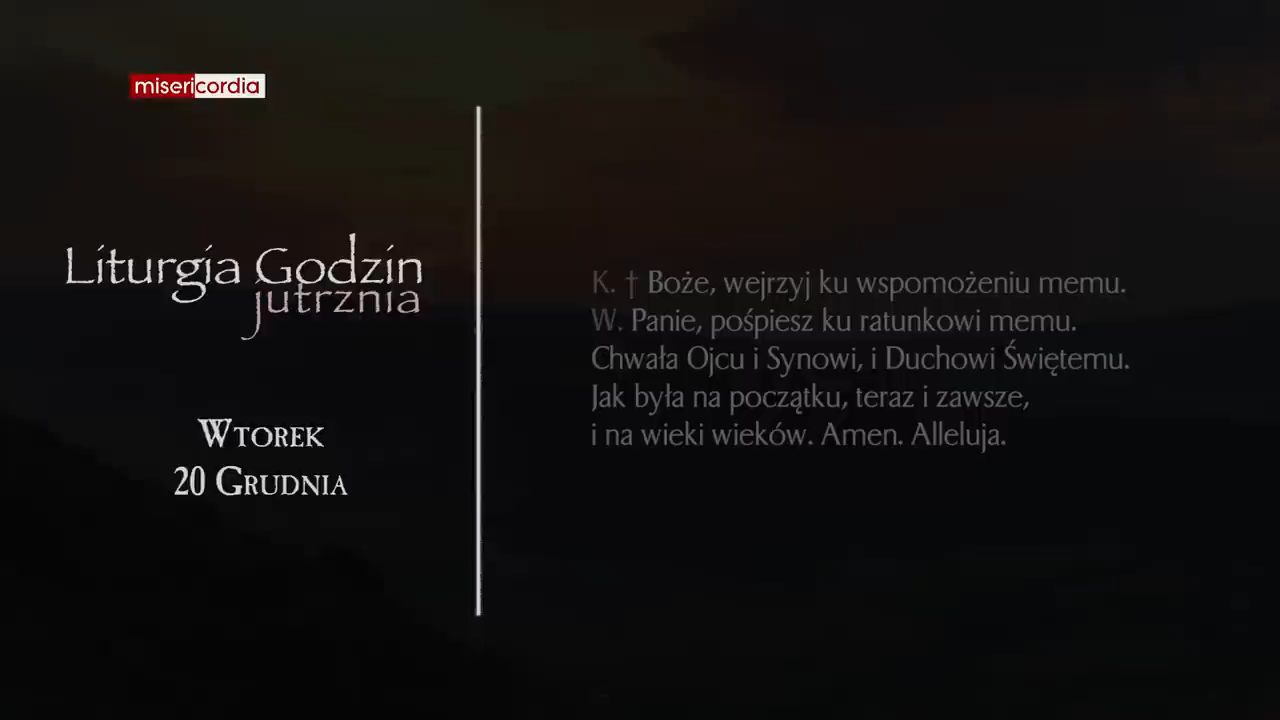 misericordia
Liturgia Godzin
jutrznia
Wtorek
20 Grudnia
K. † Boże, wejrzyj ku wspomożeniu memu.
W. Panie, pośpiesz ku ratunkowi memu.
Chwała Ojcu i Synowi, i Duchowi Świętemu.
Jak była na początku, teraz i zawsze,
i na wieki wieków. Amen. Alleluja.